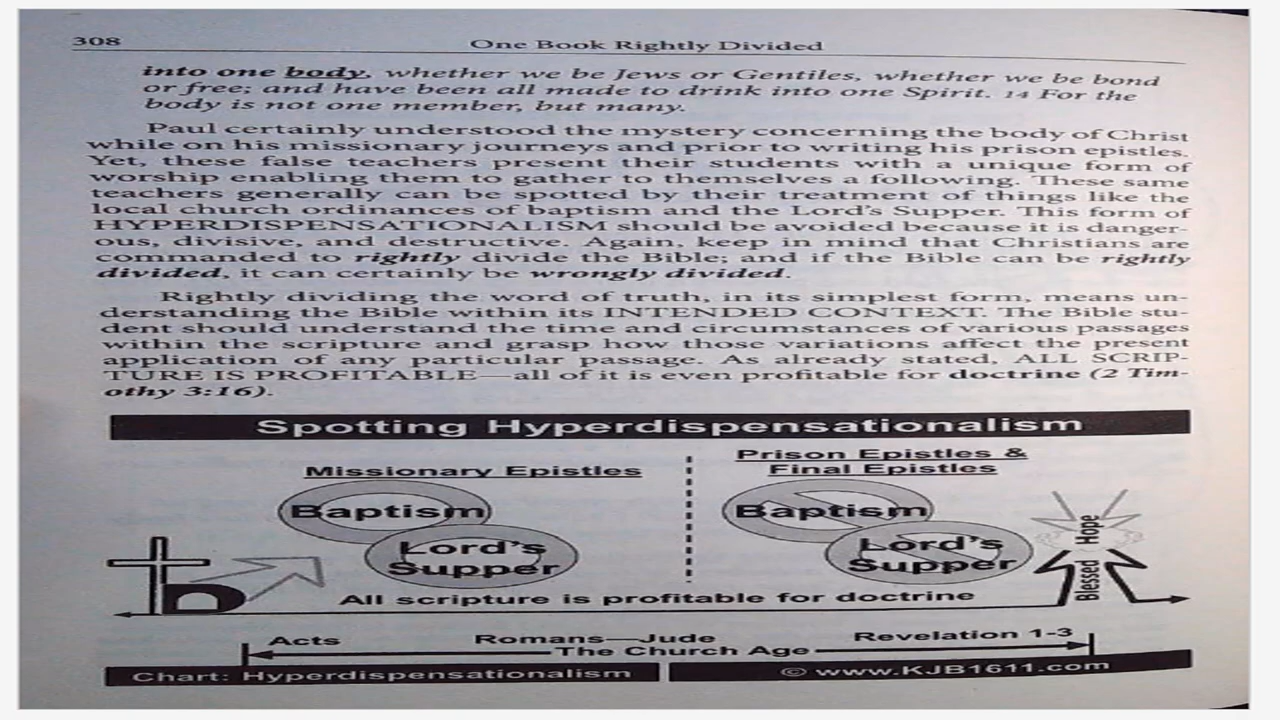 308
One Book Rightly Divided
into one body, whether we be Jews or Gentiles, whether we be bond
or free; and have been all made to drink into one Spirit. 14 For the
body is not one member, but many.
Paul certainly understood the mystery concerning the body of Christ
while on his missionary journeys and prior to writing his prison epistles.
Yet, these false teachers present their students with a unique form of
worship enabling them to gather to themselves a following. These same
teachers generally can be spotted by their treatment of things like the
local church ordinances of baptism and the Lord's Supper. This form of
HYPERDISPENSATIONALISM should be avoided because it is danger-
ous, divisive, and destructive. Again, keep in mind that Christians are
commanded to rightly divide the Bible; and if the Bible can be rightly
divided, it can certainly be wrongly divided.
Rightly dividing the word of truth, in its simplest form, means un-
derstanding the Bible within its INTENDED CONTEXT. The Bible stu-
dent should understand the time and circumstances of various passages
within the scripture and grasp how those variations affect the present
application of any particular passage. As already stated, ALL SCRIP-
TURE IS PROFITABLE—all of it is even profitable for doctrine (2 Tim-
othy 3:16).
Spotting Hyperdispensationalism
Missionary Epistles
Baptism
Lord's
Supper
Prison Epistles &
Final Epistles
Baptism
Lord's
Supper
Blessed Hope
All scripture is profitable for doctrine
Acts
Romans—Jude
Revelation 1-3
The Church Age
Chart: Hyperdispensationalism
© www.KJB1611.com